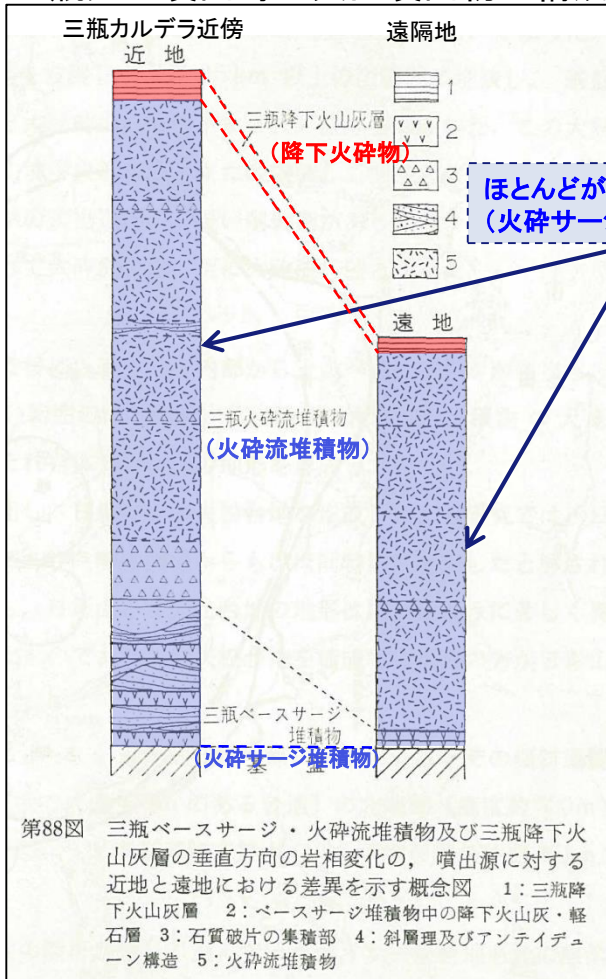 三瓶カルデラ近傍
遠隔地
近 地
三瓶降下火山灰層
(降下火砕物)
1
2
3
4
5
ほとんどが
(火砕サージ
遠 地
三瓶火砕流堆積物
(火砕流堆積物)
三瓶ベースサージ
堆積物
(火砕サージ堆積物)
基 盤
第88図 三瓶ベースサージ・火砕流堆積物及び三瓶降下火
山灰層の垂直方向の岩相変化の, 噴出源に対する
近地と遠地における差異を示す概念図 1:三瓶降
下火山灰層 2:ベースサージ堆積物中の降下火山灰・軽
石層 3:石質破片の集積部 4:斜層理及びアンティデュ
ーン構造 5:火砕流堆積物